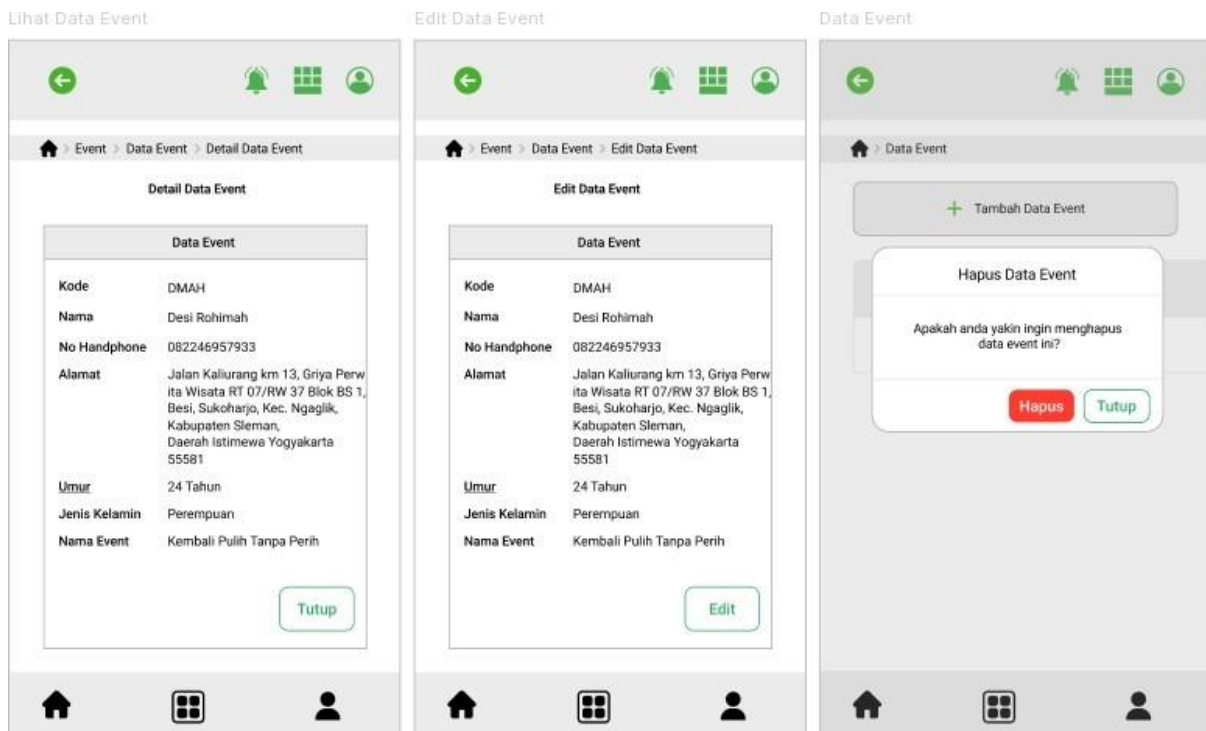 Lihat Data Event
Event > Data Event > Detail Data Event
Detail Data Event
Data Event
Kode DMAH
Nama Desi Rohimah
No Handphone 082246957933
Alamat Jalan Kaliurang km 13, Griya Perw
ita Wisata RT 07/RW 37 Blok BS 1,
Besi, Sukoharjo, Kec. Ngaglik,
Kabupaten Sleman,
Daerah Istimewa Yogyakarta
55581
Umur 24 Tahun
Jenis Kelamin Perempuan
Nama Event Kembali Pulih Tanpa Perih
Tutup
Edit Data Event
Event > Data Event > Edit Data Event
Edit Data Event
Data Event
Kode DMAH
Nama Desi Rohimah
No Handphone 082246957933
Alamat Jalan Kaliurang km 13, Griya Perw
ita Wisata RT 07/RW 37 Blok BS 1,
Besi, Sukoharjo, Kec. Ngaglik,
Kabupaten Sleman,
Daerah Istimewa Yogyakarta
55581
Umur 24 Tahun
Jenis Kelamin Perempuan
Nama Event Kembali Pulih Tanpa Perih
Edit
Data Event
> Data Event
+ Tambah Data Event
Hapus Data Event
Apakah anda yakin ingin menghapus
data event ini?
Hapus Tutup